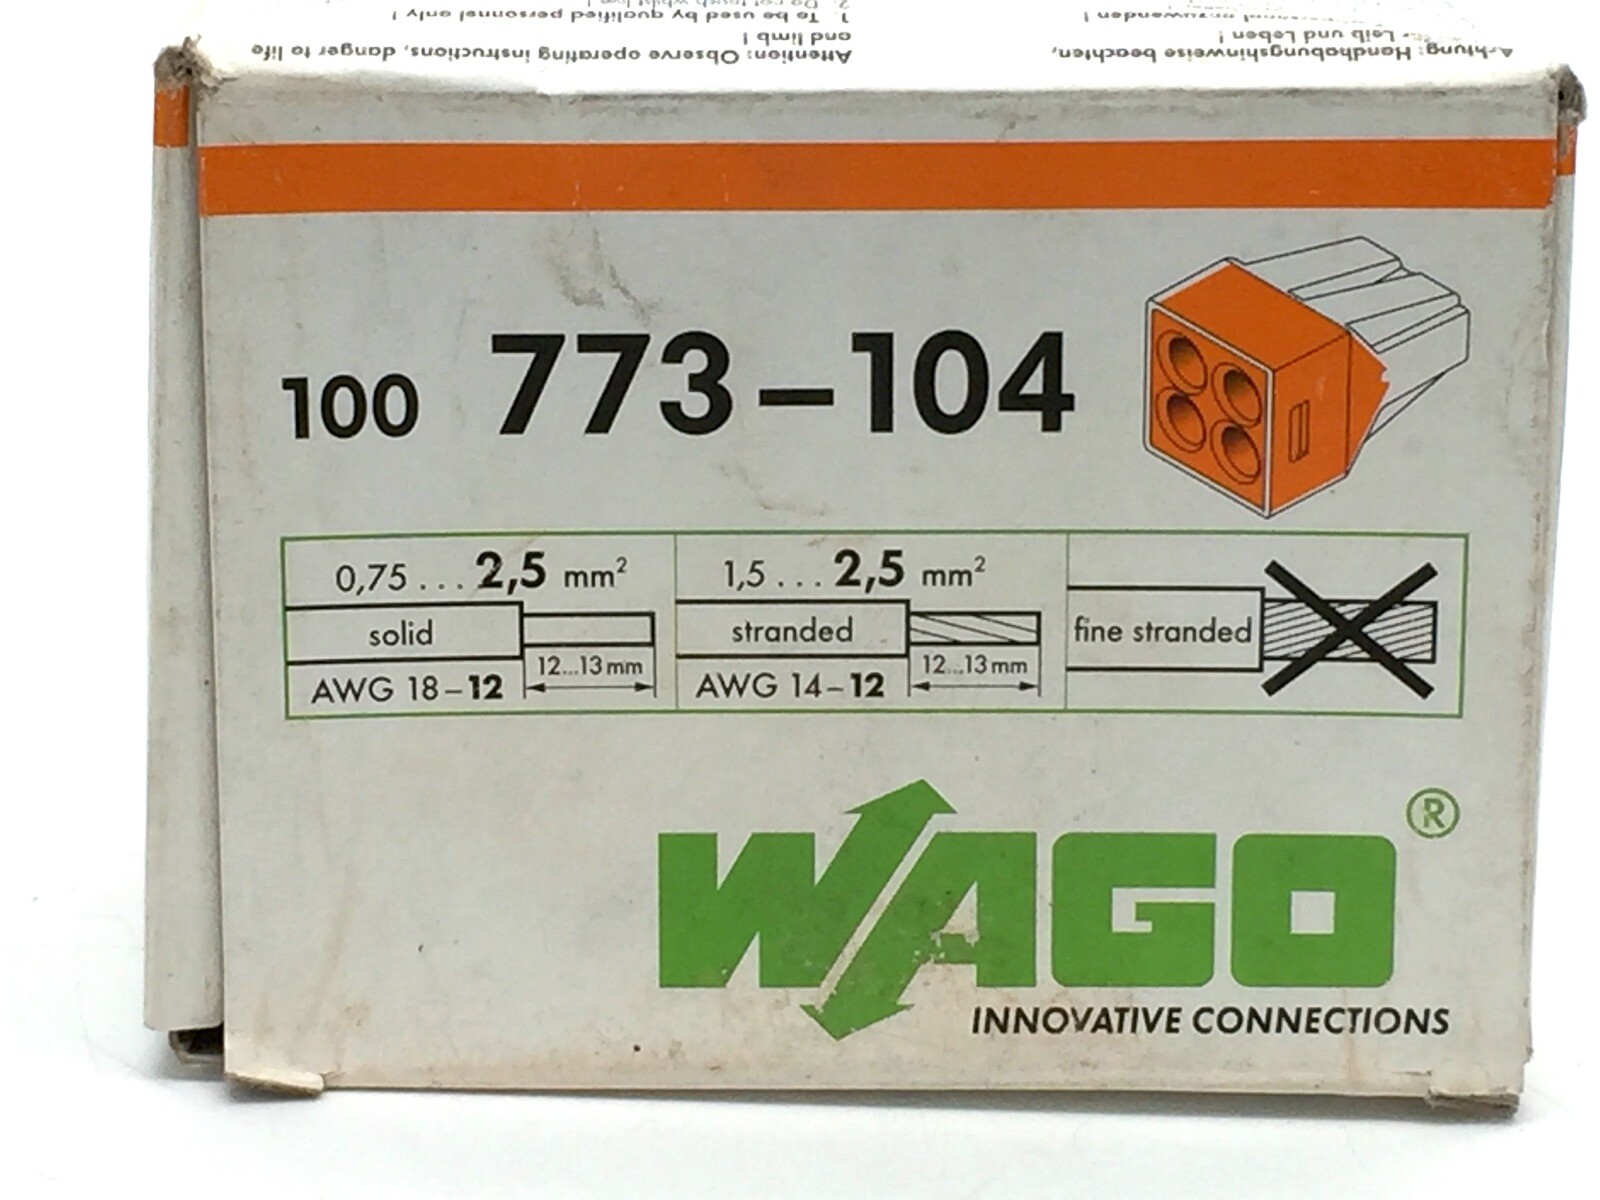 Achtung: Handhabungshinweise beachten,
- Leib und Leben !
Attention: Observe operating instructions, danger to life
and limb !
1. To be used by qualified personnel only !
100 773-104
0,75 ... 2,5 mm² 1,5 ... 2,5 mm²
solid stranded fine stranded
12...13 mm 12...13 mm
AWG 18-12 AWG 14-12
WAGO ®
INNOVATIVE CONNECTIONS